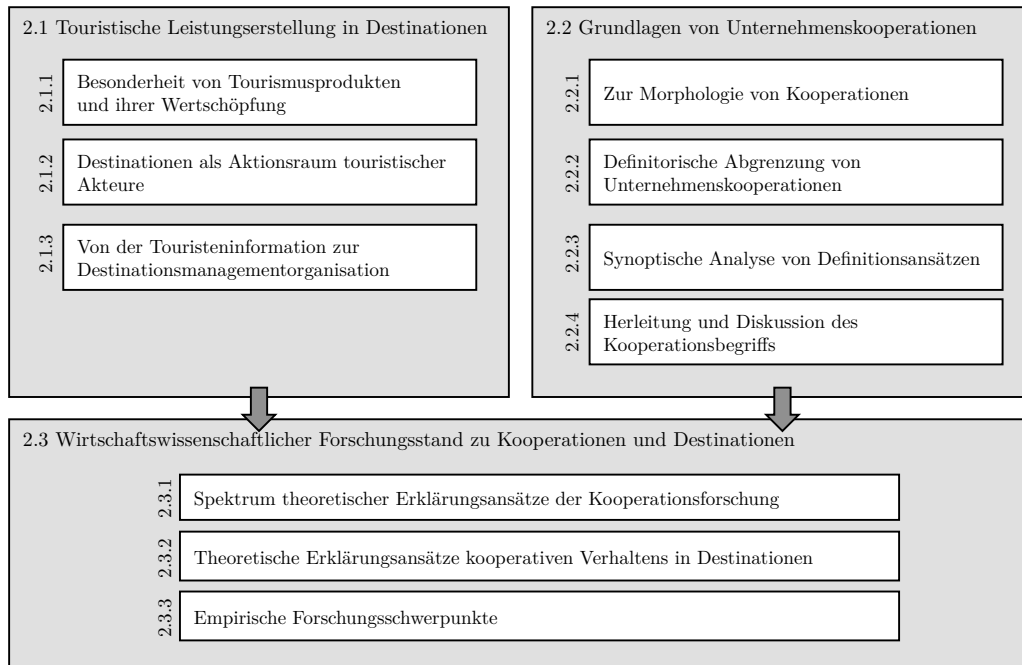 2.1 Touristische Leistungserstellung in Destinationen
2.1.1
Besonderheit von Tourismusprodukten
und ihrer Wertschöpfung
2.1.2
Destinationen als Aktionsraum touristischer
Akteure
2.1.3
Von der Touristeninformation zur
Destinationsmanagementorganisation
2.2 Grundlagen von Unternehmenskooperationen
2.2.1
Zur Morphologie von Kooperationen
2.2.2
Definitorische Abgrenzung von
Unternehmenskooperationen
2.2.3
Synoptische Analyse von Definitionsansätzen
2.2.4
Herleitung und Diskussion des
Kooperationsbegriffs
2.3 Wirtschaftswissenschaftlicher Forschungsstand zu Kooperationen und Destinationen
2.3.1
Spektrum theoretischer Erklärungsansätze der Kooperationsforschung
2.3.2
Theoretische Erklärungsansätze kooperativen Verhaltens in Destinationen
2.3.3
Empirische Forschungsschwerpunkte